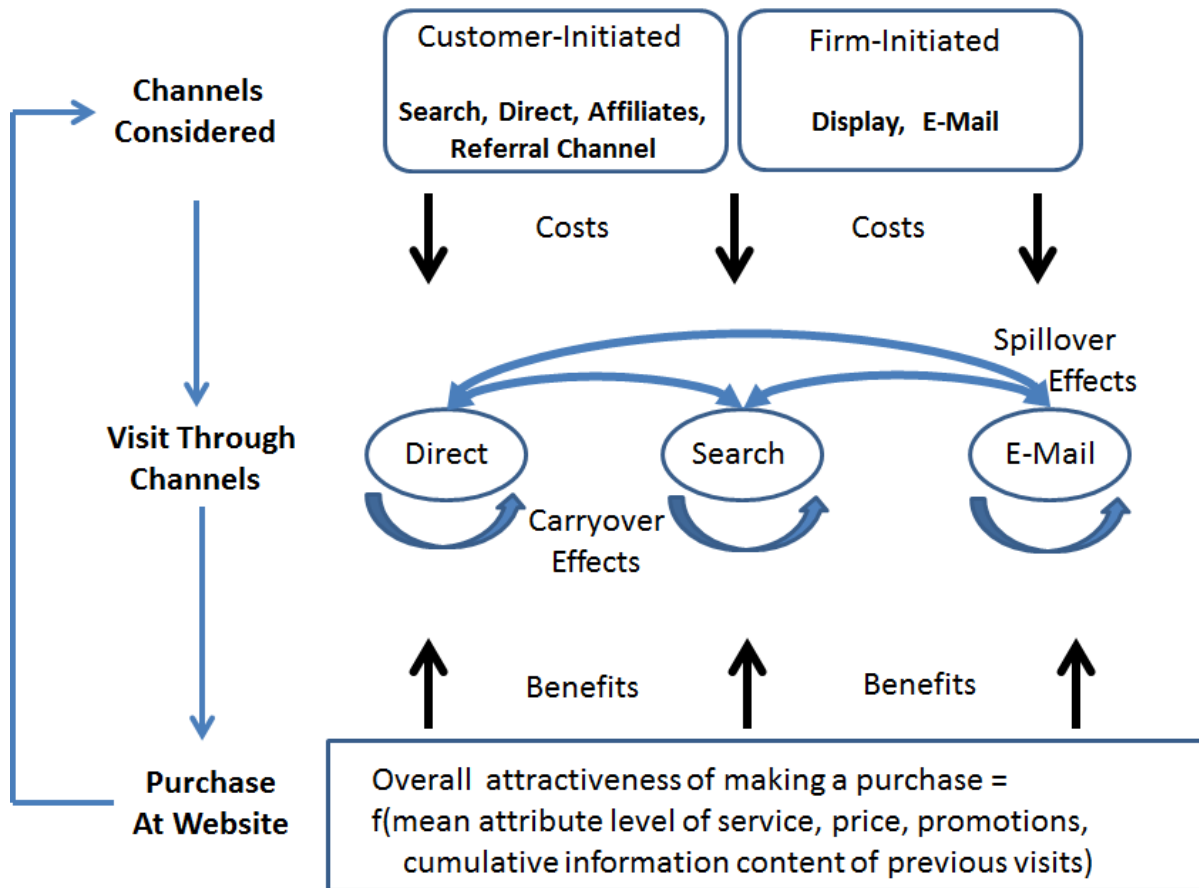 Customer-Initiated
Search, Direct, Affiliates,
Referral Channel
Firm-Initiated
Display, E-Mail
Channels
Considered
Costs
Costs
Spillover
Effects
Visit Through
Channels
Direct
Search
E-Mail
Carryover
Effects
Benefits
Benefits
Purchase
At Website
Overall attractiveness of making a purchase =
f(mean attribute level of service, price, promotions,
cumulative information content of previous visits)